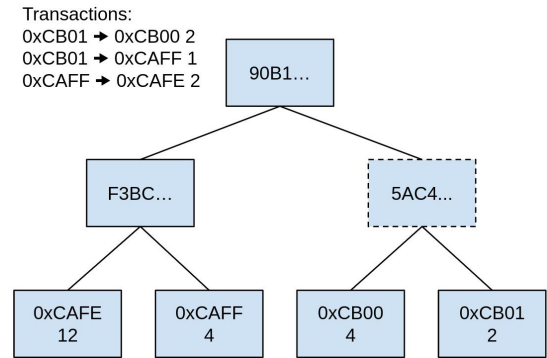 Transactions:
0xCB01 → 0xCB00 2
0xCB01 → 0xCAFF 1
0xCAFF → 0xCAFE 2
90B1…
F3BC…
5AC4...
0xCAFE
12
0xCAFF
4
0xCB00
4
0xCB01
2